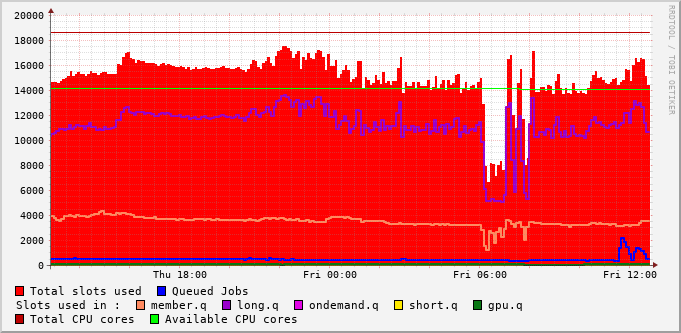 20000
18000
16000
14000
12000
10000
8000
6000
4000
2000
0
Thu 18:00 Fri 00:00 Fri 06:00 Fri 12:00
Total slots used Queued Jobs
Slots used in : member.q long.q ondemand.q short.q gpu.q
Total CPU cores Available CPU cores
RRDTOOL / TOBI OETIKER